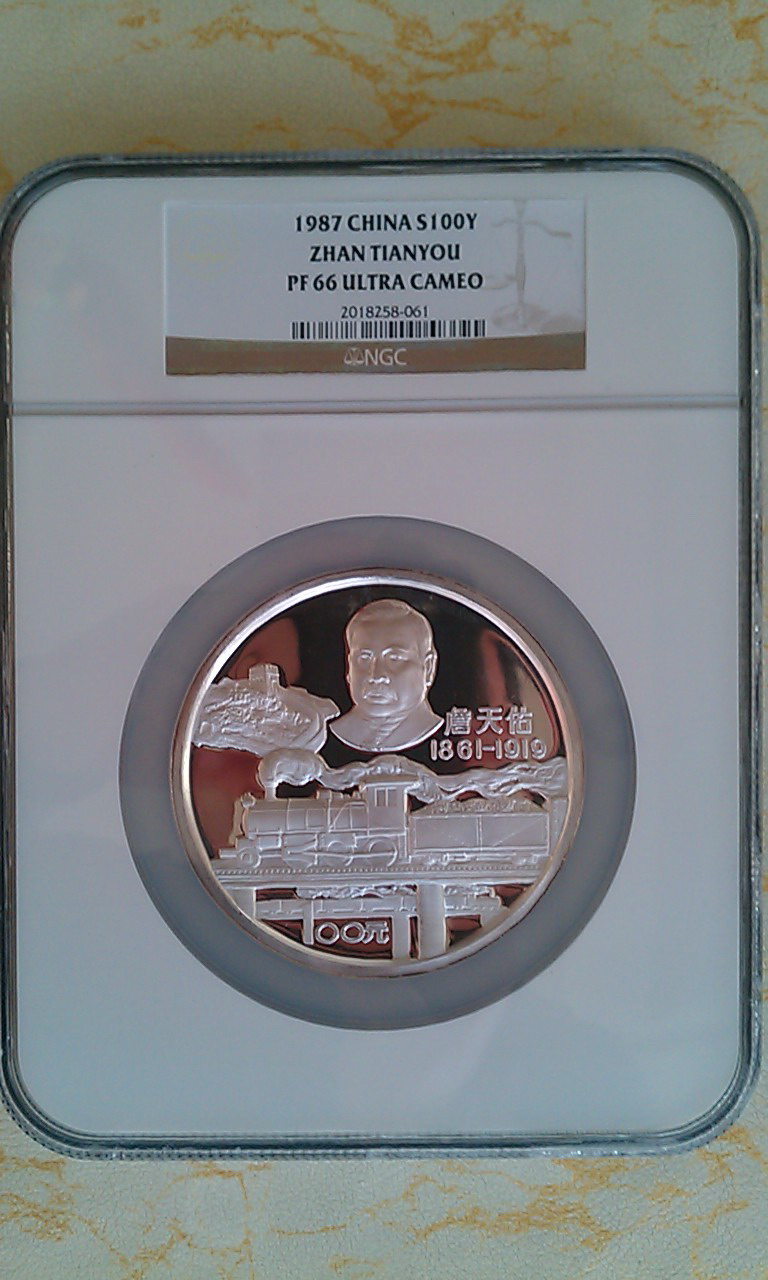 1987 CHINA S100Y
ZHAN TIANYOU
PF 66 ULTRA CAMEO
2018258-061
NGC
詹天佑
1861-1919
100元